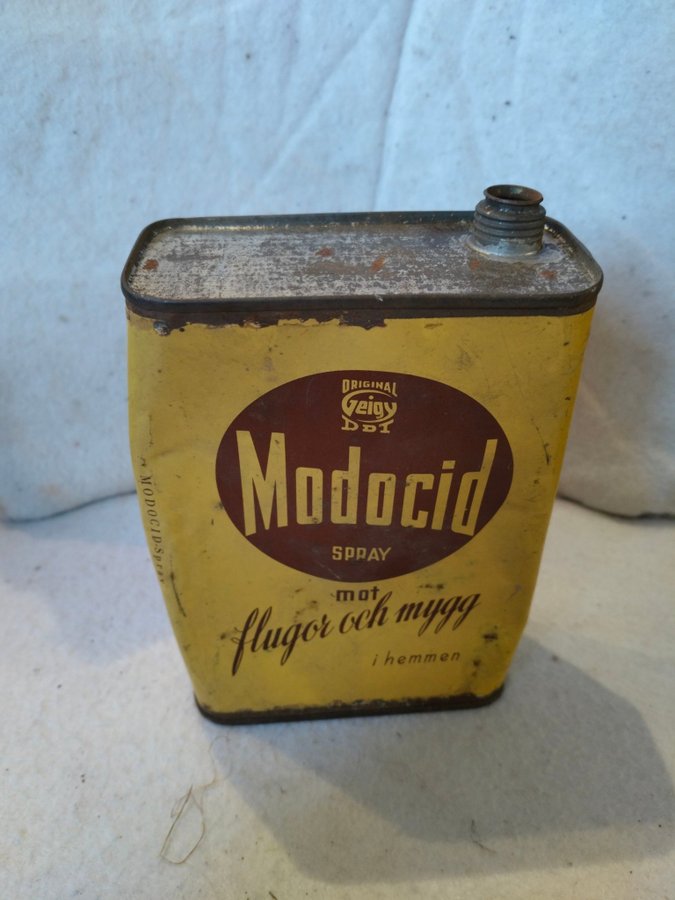 ORIGINAL
Geigy
DDT
Modocid
SPRAY
mot
flugor och mygg
i hemmen
MODOCID-Spray